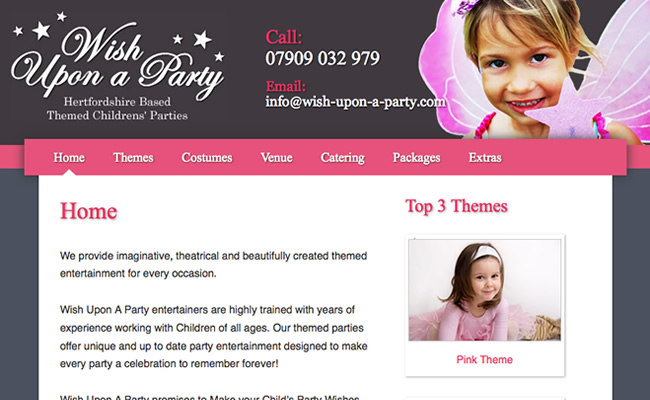 Wish
Upon a Party
Hertfordshire Based
Themed Childrens' Parties
Call:
07909 032 979
Email:
info@wish-upon-a-party.com
Home Themes Costumes Venue Catering Packages Extras
Home
We provide imaginative, theatrical and beautifully created themed
entertainment for every occasion.
Wish Upon A Party entertainers are highly trained with years of
experience working with Children of all ages. Our themed parties
offer unique and up to date party entertainment designed to make
every party a celebration to remember forever!
Wish Upon A Party promises to Make your Child's Party Wishes
Top 3 Themes
Pink Theme